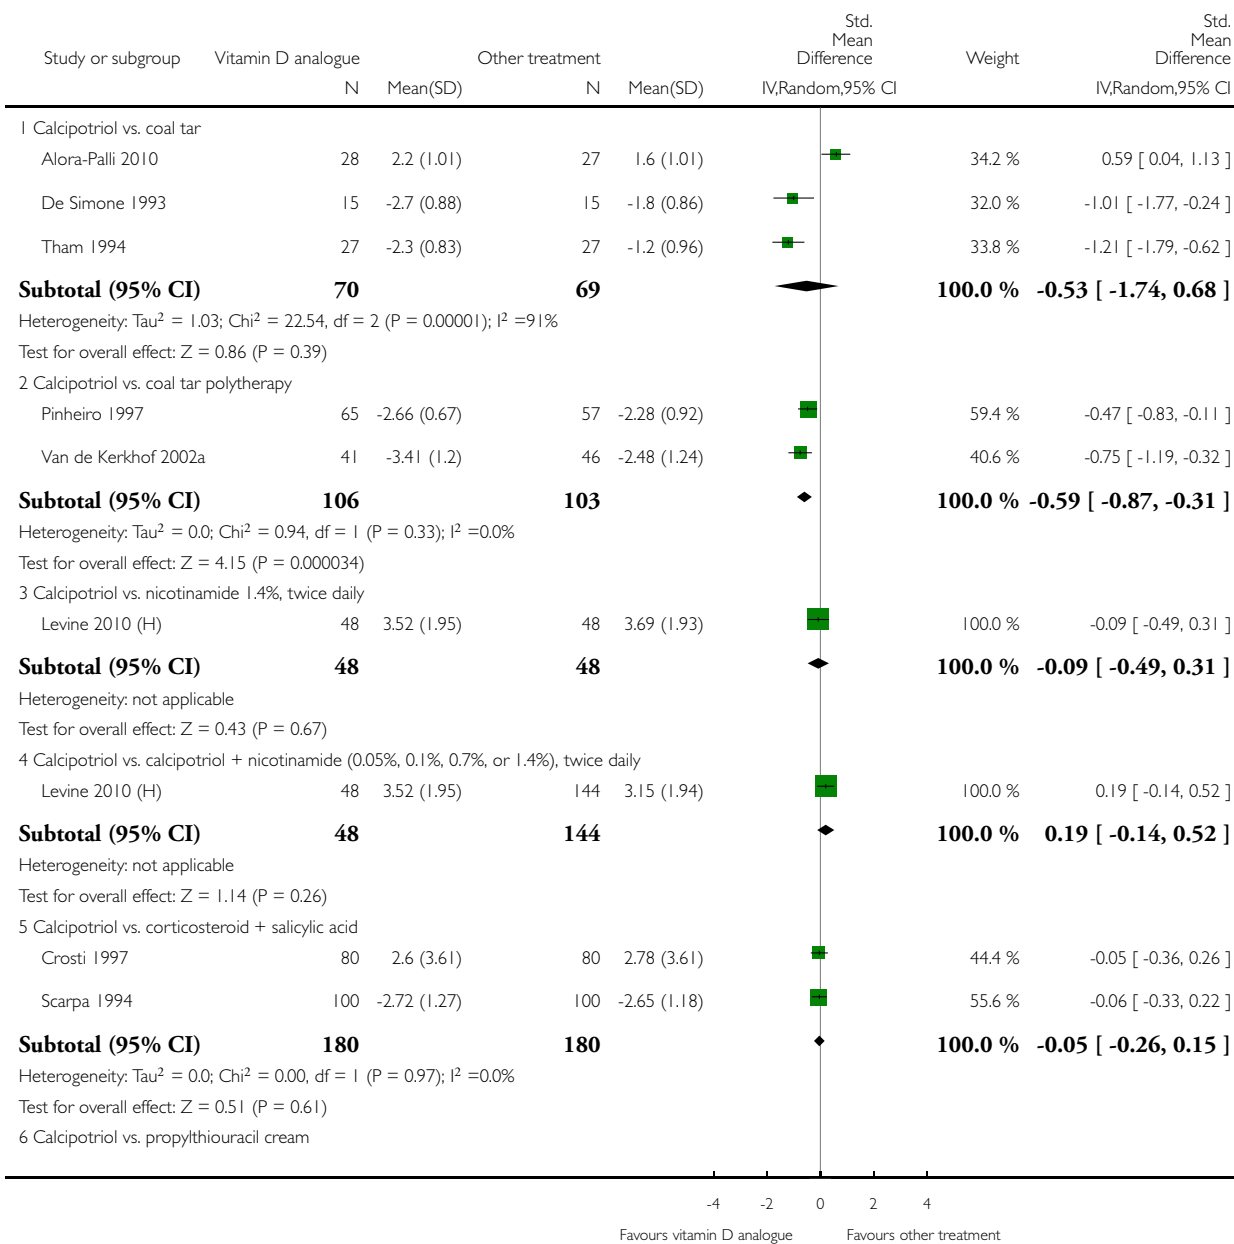 Std.
Mean
Difference
Std.
Mean
Difference
Study or subgroup Vitamin D analogue Other treatment Weight
N Mean(SD) N Mean(SD) IV,Random,95% CI IV,Random,95% CI
1 Calcipotriol vs. coal tar
Alora-Palli 2010 28 2.2 (1.01) 27 1.6 (1.01) 34.2 % 0.59 [ 0.04, 1.13 ]
De Simone 1993 15 -2.7 (0.88) 15 -1.8 (0.86) 32.0 % -1.01 [ -1.77, -0.24 ]
Tham 1994 27 -2.3 (0.83) 27 -1.2 (0.96) 33.8 % -1.21 [ -1.79, -0.62 ]
Subtotal (95% CI) 70 69 100.0 % -0.53 [ -1.74, 0.68 ]
Heterogeneity: Tau² = 1.03; Chi² = 22.54, df = 2 (P = 0.00001); I² =91%
Test for overall effect: Z = 0.86 (P = 0.39)
2 Calcipotriol vs. coal tar polytherapy
Pinheiro 1997 65 -2.66 (0.67) 57 -2.28 (0.92) 59.4 % -0.47 [ -0.83, -0.11 ]
Van de Kerkhof 2002a 41 -3.41 (1.2) 46 -2.48 (1.24) 40.6 % -0.75 [ -1.19, -0.32 ]
Subtotal (95% CI) 106 103 100.0 % -0.59 [ -0.87, -0.31 ]
Heterogeneity: Tau² = 0.0; Chi² = 0.94, df = 1 (P = 0.33); I² =0.0%
Test for overall effect: Z = 4.15 (P = 0.000034)
3 Calcipotriol vs. nicotinamide 1.4%, twice daily
Levine 2010 (H) 48 3.52 (1.95) 48 3.69 (1.93) 100.0 % -0.09 [ -0.49, 0.31 ]
Subtotal (95% CI) 48 48 100.0 % -0.09 [ -0.49, 0.31 ]
Heterogeneity: not applicable
Test for overall effect: Z = 0.43 (P = 0.67)
4 Calcipotriol vs. calcipotriol + nicotinamide (0.05%, 0.1%, 0.7%, or 1.4%), twice daily
Levine 2010 (H) 48 3.52 (1.95) 144 3.15 (1.94) 100.0 % 0.19 [ -0.14, 0.52 ]
Subtotal (95% CI) 48 144 100.0 % 0.19 [ -0.14, 0.52 ]
Heterogeneity: not applicable
Test for overall effect: Z = 1.14 (P = 0.26)
5 Calcipotriol vs. corticosteroid + salicylic acid
Crosti 1997 80 2.6 (3.61) 80 2.78 (3.61) 44.4 % -0.05 [ -0.36, 0.26 ]
Scarpa 1994 100 -2.72 (1.27) 100 -2.65 (1.18) 55.6 % -0.06 [ -0.33, 0.22 ]
Subtotal (95% CI) 180 180 100.0 % -0.05 [ -0.26, 0.15 ]
Heterogeneity: Tau² = 0.0; Chi² = 0.00, df = 1 (P = 0.97); I² =0.0%
Test for overall effect: Z = 0.51 (P = 0.61)
6 Calcipotriol vs. propylthiouracil cream
-4 -2 0 2 4
Favours vitamin D analogue Favours other treatment